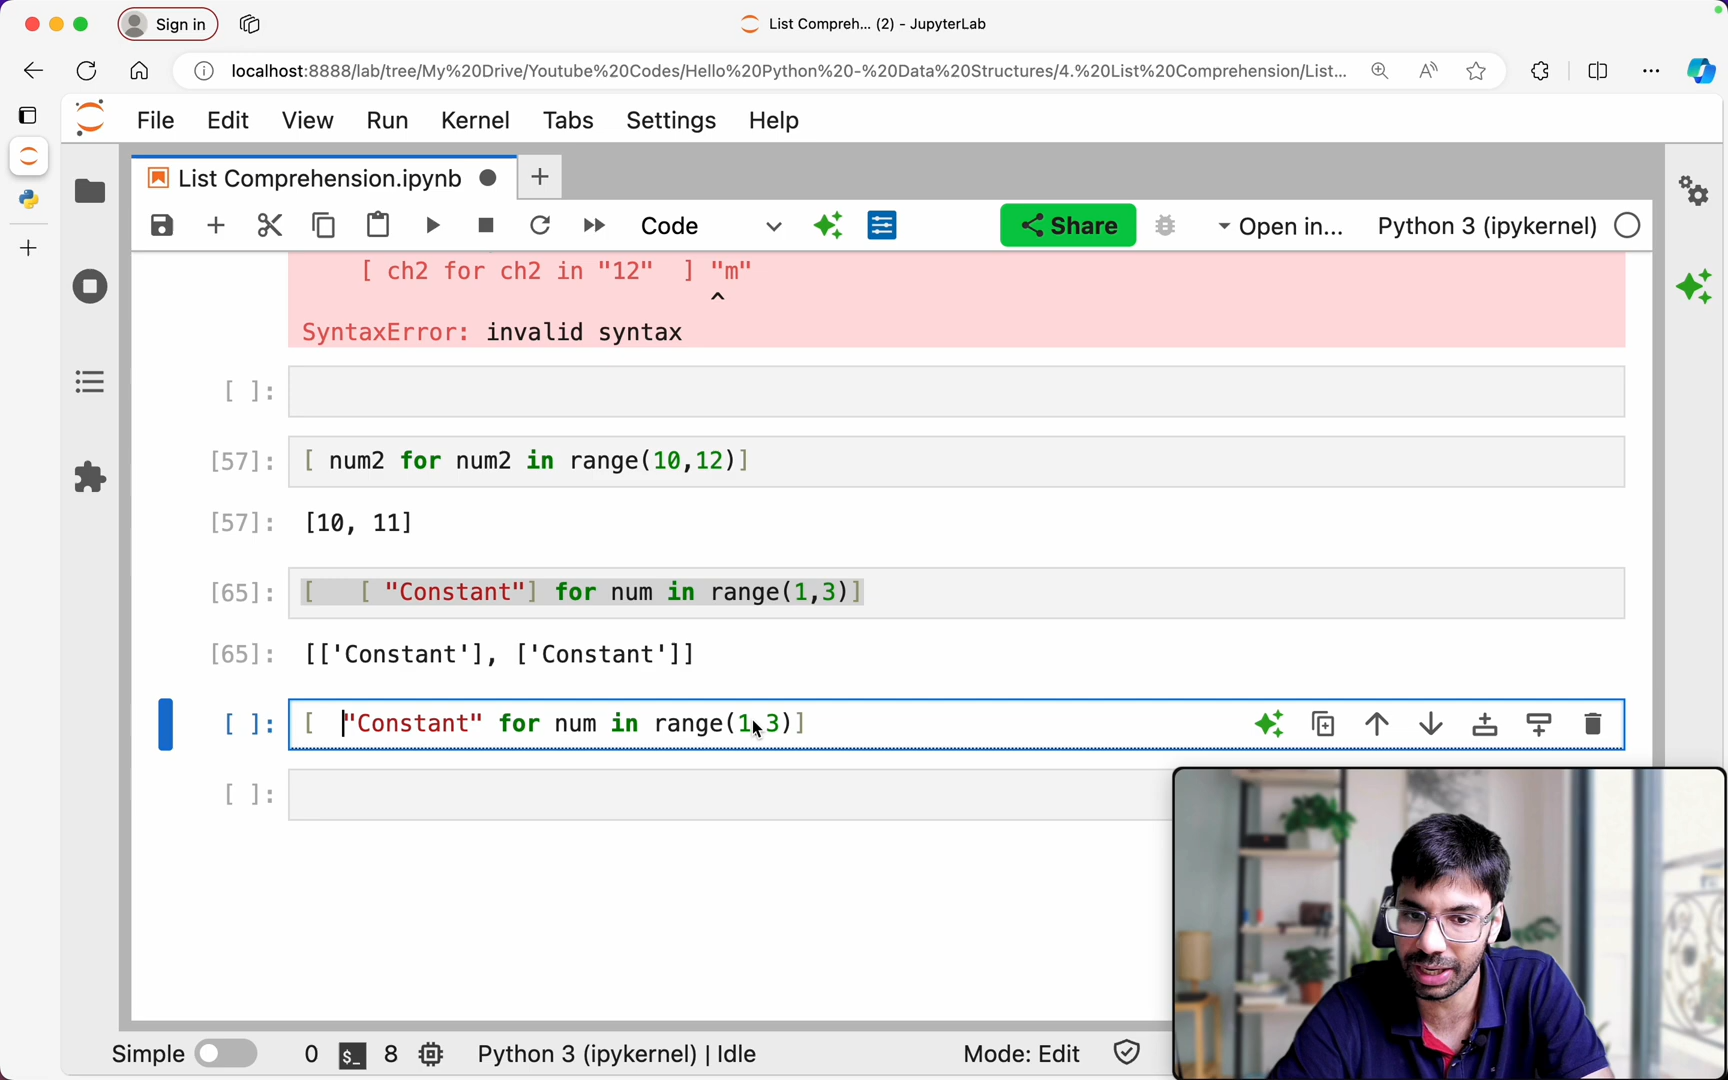 Sign in
List Compreh... (2) - JupyterLab
localhost:8888/lab/tree/My%20Drive/Youtube%20Codes/Hello%20Python%20-%20Data%20Structures/4.%20List%20Comprehension/List...
File Edit View Run Kernel Tabs Settings Help
List Comprehension.ipynb
Code
Share
Open in...
Python 3 (ipykernel)
[ ch2 for ch2 in "12"  ] "m"
^
SyntaxError: invalid syntax
[ ]:
[57]: [ num2 for num2 in range(10,12)]
[57]: [10, 11]
[65]: [   [ "Constant"] for num in range(1,3)]
[65]: [['Constant'], ['Constant']]
[ ]: [  "Constant" for num in range(1,3)]
[ ]:
Simple 0 $_ 8 Python 3 (ipykernel) | Idle Mode: Edit